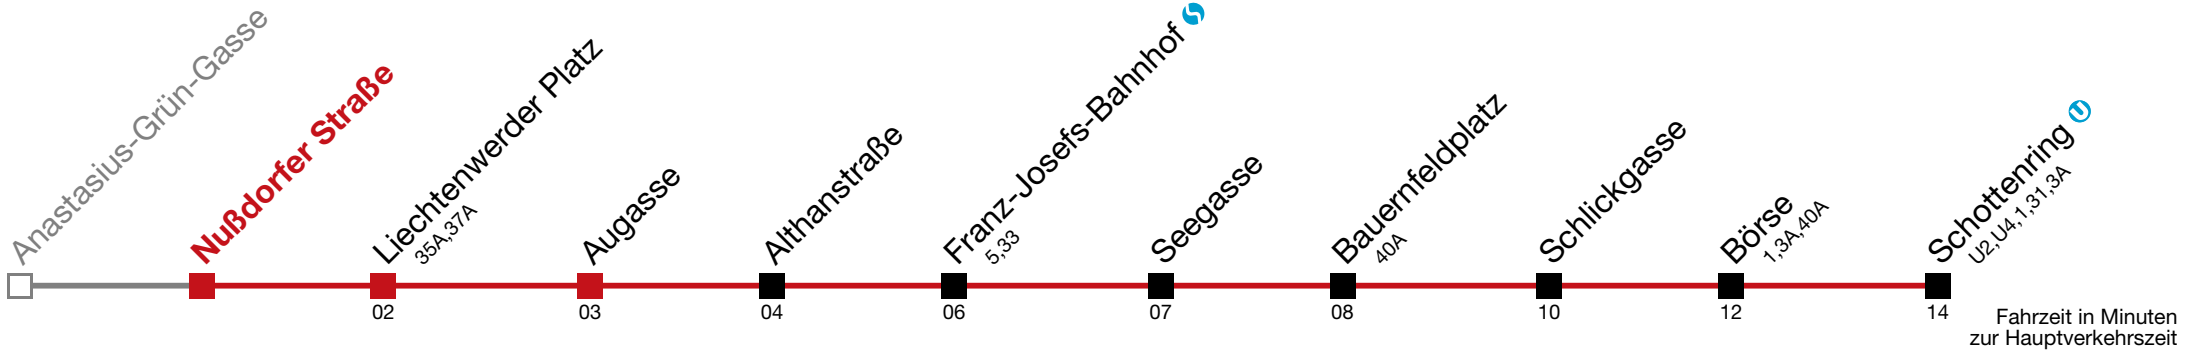 Anastasius-Grün-Gasse
Nußdorfer Straße
Liechtenwerder Platz
35A,37A
02
Augasse
03
Althanstraße
04
Franz-Josefs-Bahnhof S
5,33
06
Seegasse
07
Bauernfeldplatz
40A
08
Schlickgasse
10
Börse
1,3A,40A
12
Schottenring U
U2,U4,1,31,3A
14
Fahrzeit in Minuten
zur Hauptverkehrszeit